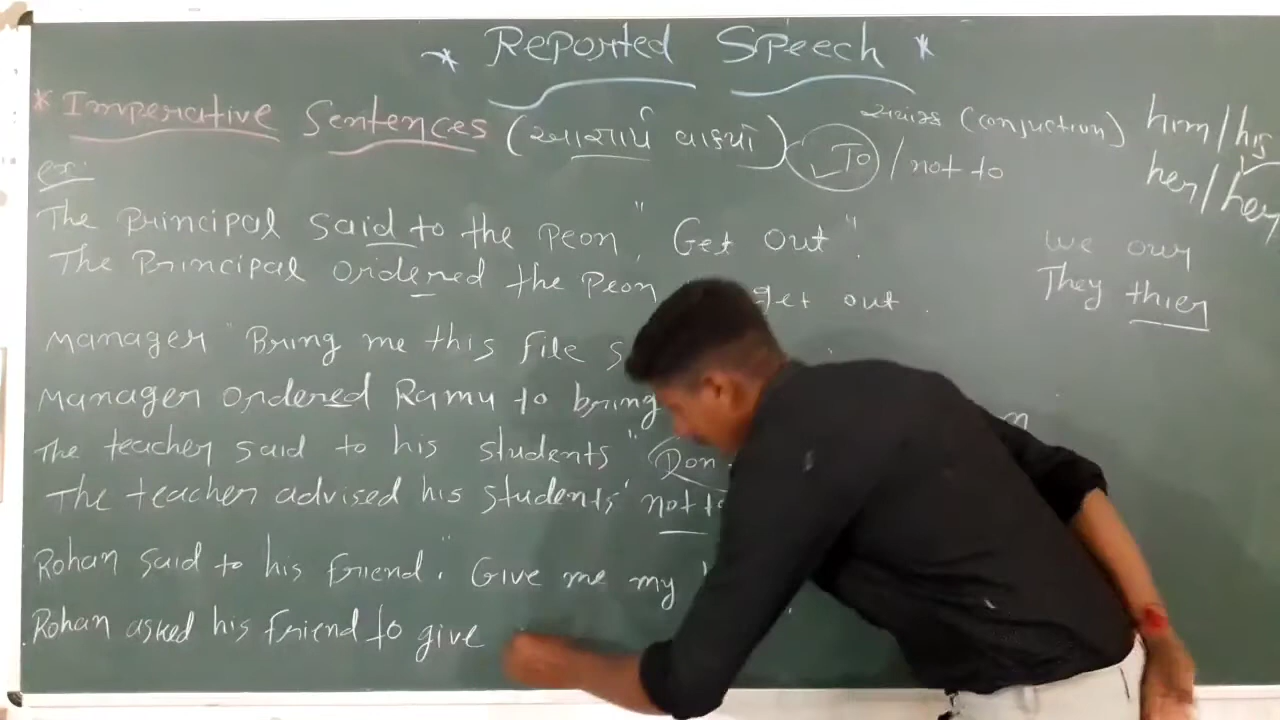 * Reported Speech *
* Imperative Sentences (આજ્ઞાર્થ વાક્યો) To / not to
સંયોજક (conjuction)
him/his
her/her
ex:
we our
They thier
The Principal said to the peon, "Get out".
The Principal ordered the Peon get out.
Manager "Bring me this file
Manager ordered Ramu to bring
The teacher said to his students "Don
The teacher advised his students' not to
Rohan said to his friend. "Give me my
Rohan asked his friend to give